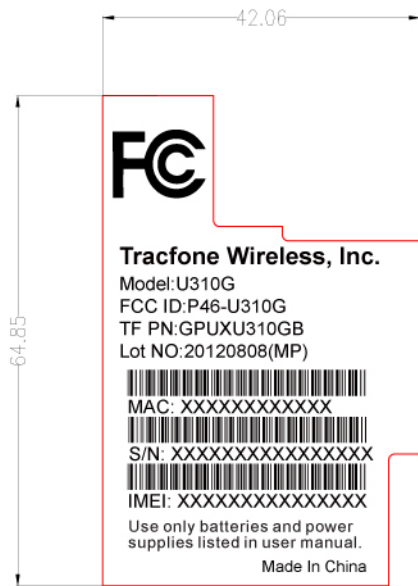 42.06
64.85
FC
Tracfone Wireless, Inc.
Model:U310G
FCC ID:P46-U310G
TF PN:GPUXU310GB
Lot NO:20120808(MP)
MAC: XXXXXXXXXXXX
S/N: XXXXXXXXXXXXXXXX
IMEI: XXXXXXXXXXXXXXX
Use only batteries and power
supplies listed in user manual.
Made In China